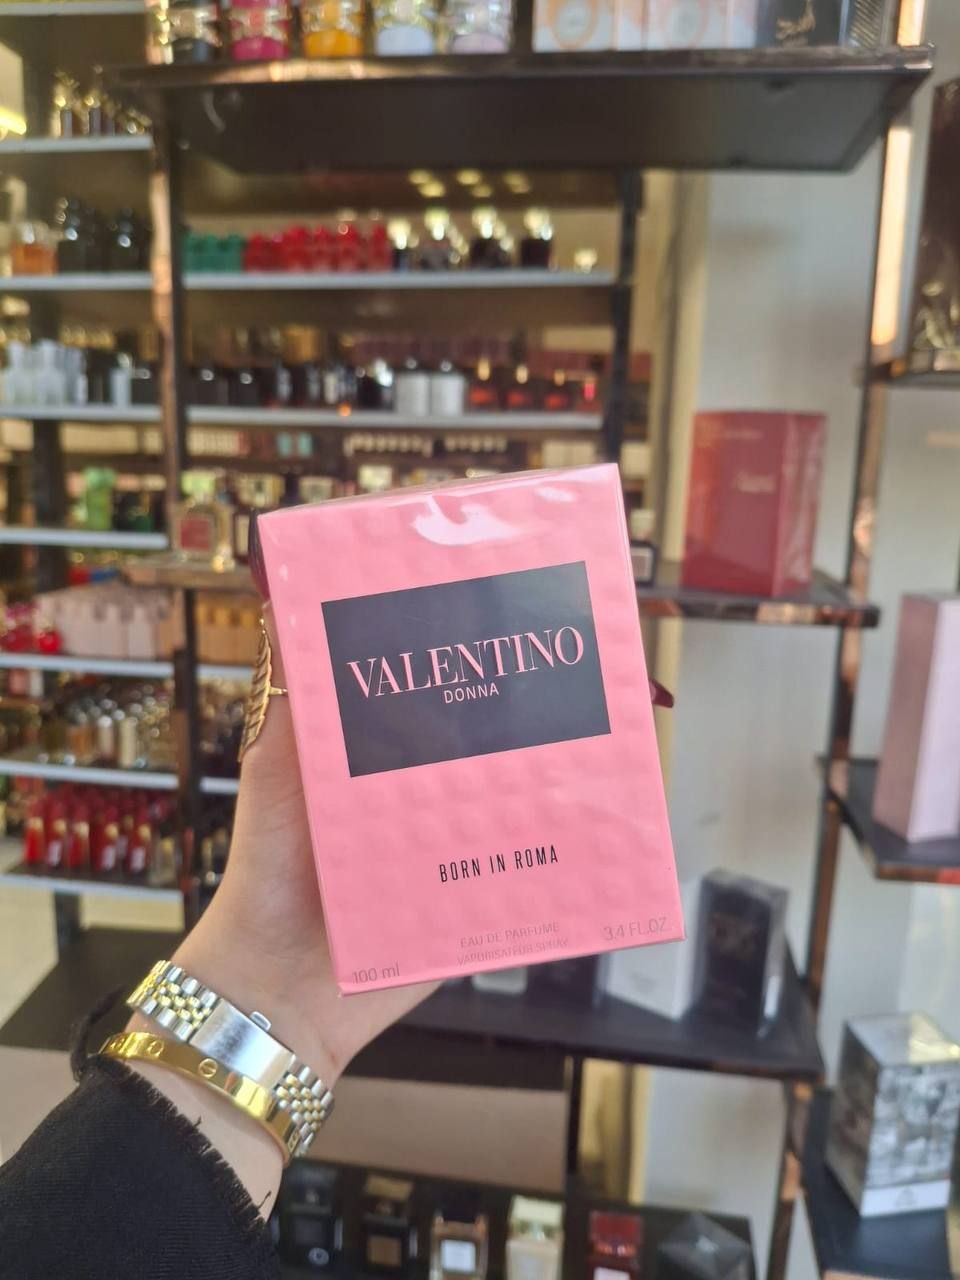 VALENTINO
DONNA
BORN IN ROMA
EAU DE PARFUME
VAPORISATEUR SPRAY
100 ml
3.4 FL.OZ.